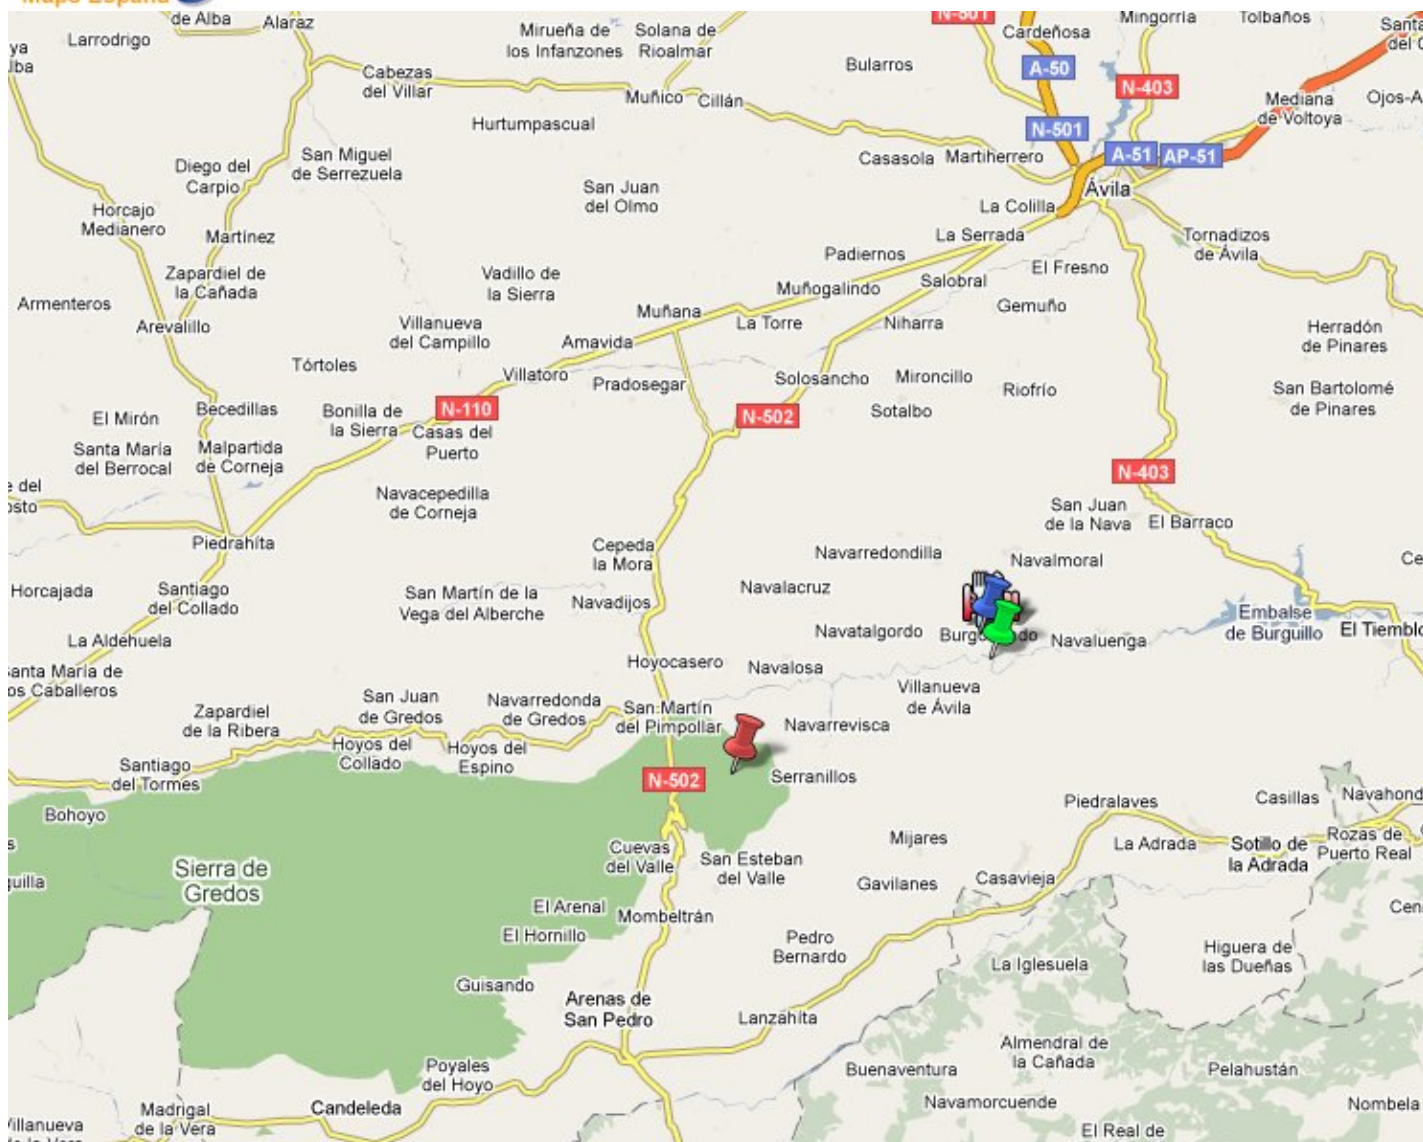 Maps España
de Alba
Alaraz
Larrodrigo
Mirueña de
los Infanzones
Solana de
Rioalmar
N-501
Cardeñosa
Mingorría
Tolbaños
Cabezas
del Villar
Bularros
A-50
N-403
Muñico
Cillán
Mediana
de Voltoya
Hurtumpascual
N-501
San Miguel
de Serrezuela
Casasola
Martiherrero
A-51
AP-51
Diego del
Carpio
San Juan
del Olmo
Ávila
La Colilla
Horcajo
Medianero
Martínez
La Serrada
Tornadizos
de Ávila
Padiernos
Zapardiel de
la Cañada
Vadillo de
la Sierra
El Fresno
Armenteros
Muñogalindo
Salobral
Gemuño
Arevalillo
Villanueva
del Campillo
Muñana
La Torre
Niharra
Herradón
de Pinares
Amavida
Tórtoles
Villatoro
Pradosegar
Solosancho
Mironcillo
Riofrío
San Bartolomé
de Pinares
El Mirón
Becedillas
Bonilla de
la Sierra
N-110
Casas del
Puerto
N-502
Sotalbo
Santa María
del Berrocal
Malpartida
de Corneja
N-403
Navacepedilla
de Corneja
San Juan
de la Nava
El Barraco
Piedrahíta
Cepeda
la Mora
Navarredondilla
Navalmoral
Horcajada
Santiago
del Collado
San Martín de la
Vega del Alberche
Navadijos
Navalacruz
Embalse
de Burguillo
La Aldehuela
Navatalgordo
Navaluenga
Hoyocasero
Navalosa
os Caballeros
Villanueva
de Ávila
San Juan
de Gredos
Navarredonda
de Gredos
San Martín
del Pimpollar
Navarrevisca
Zapardiel
de la Ribera
Hoyos del
Collado
Hoyos del
Espino
Santiago
del Tormes
N-502
Serranillos
Bohoyo
Piedralaves
Casillas
Mijares
La Adrada
Sotillo de
la Adrada
Rozas de
Puerto Real
Cuevas
del Valle
San Esteban
del Valle
Sierra de
Gredos
Gavilanes
Casavieja
El Arenal
Mombeltrán
El Hornillo
Pedro
Bernardo
Higuera de
las Dueñas
La Iglesuela
Guisando
Arenas de
San Pedro
Lanzahíta
Almendral de
la Cañada
Poyales
del Hoyo
Buenaventura
Pelahustán
Madrigal
de la Vera
Candeleda
Navamorcuende
Nombela
El Real de